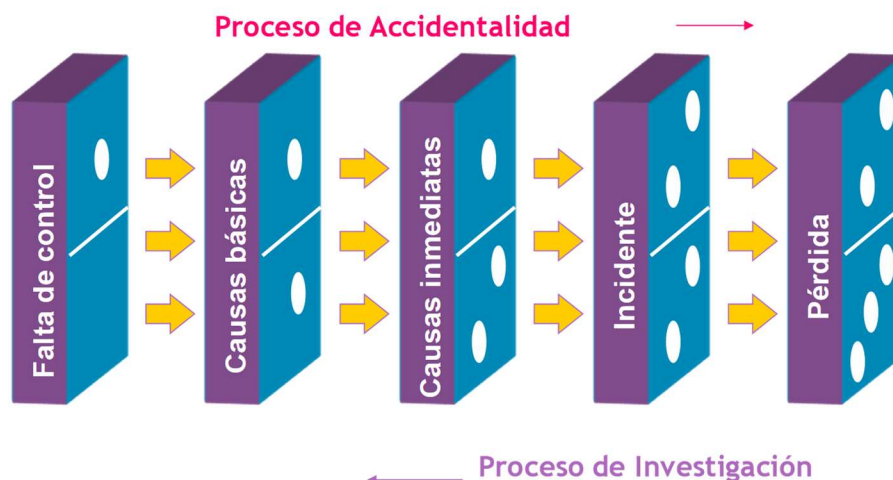 Proceso de Accidentalidad
Falta de control
Causas básicas
Causas inmediatas
Incidente
Pérdida
Proceso de Investigación